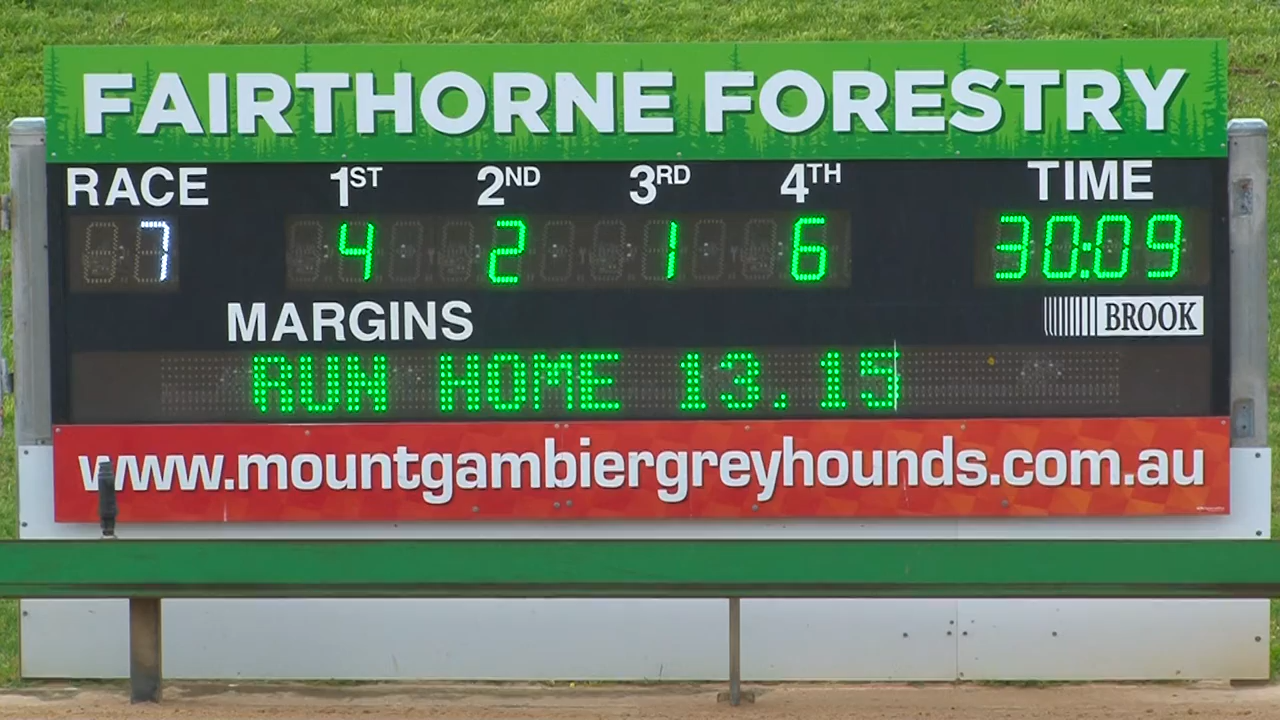 FAIRTHORNE FORESTRY
RACE 1ST 2ND 3RD 4TH TIME
7 4 2 1 6 30:09
MARGINS
BROOK
RUN HOME 13.15
www.mountgambiergreyhounds.com.au